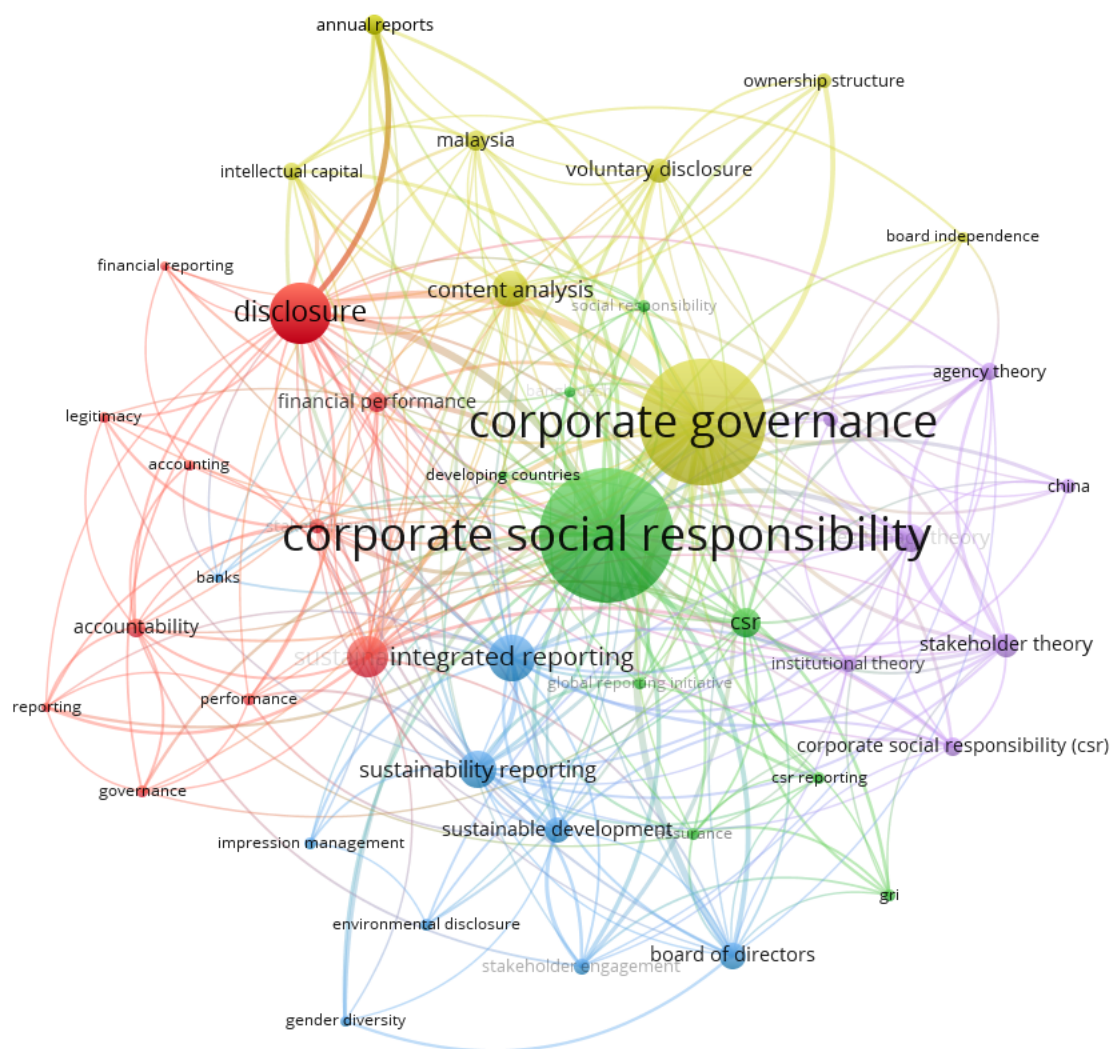 annual reports
ownership structure
malaysia
voluntary disclosure
intellectual capital
board independence
financial reporting
content analysis
social responsibility
disclosure
agency theory
financial performance
legitimacy
corporate governance
accounting
developing countries
china
corporate social responsibility
theory
banks
accountability
csr
stakeholder theory
integrated reporting
institutional theory
global reporting initiative
performance
reporting
corporate social responsibility (csr)
sustainability reporting
csr reporting
governance
sustainable development
assurance
impression management
gri
environmental disclosure
board of directors
stakeholder engagement
gender diversity